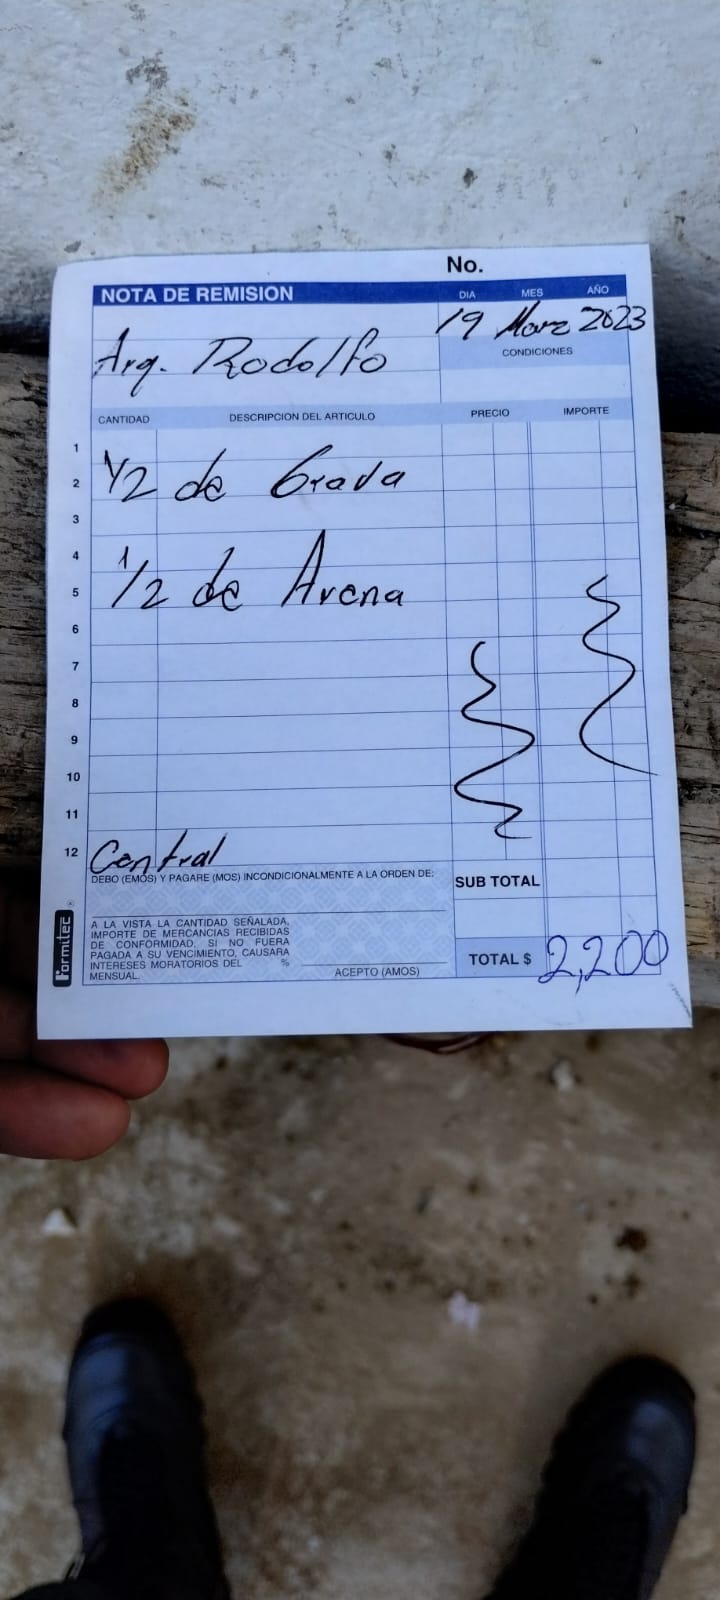 No.
NOTA DE REMISION
DIA MES AÑO
19 Marz 2023
Arq. Rodolfo
CONDICIONES
CANTIDAD DESCRIPCION DEL ARTICULO PRECIO IMPORTE
1
2 1/2 de Grava
3
4
5 1/2 de Arena
6
7
8
9
10
11
12 Central
DEBO (EMOS) Y PAGARE (MOS) INCONDICIONALMENTE A LA ORDEN DE:
SUB TOTAL
A LA VISTA LA CANTIDAD SEÑALADA,
IMPORTE DE MERCANCIAS RECIBIDAS
DE CONFORMIDAD, SI NO FUERA
PAGADA A SU VENCIMIENTO, CAUSARA
INTERESES MORATORIOS DEL %
MENSUAL.
ACEPTO (AMOS)
TOTAL $ 2,200
Formitec ®